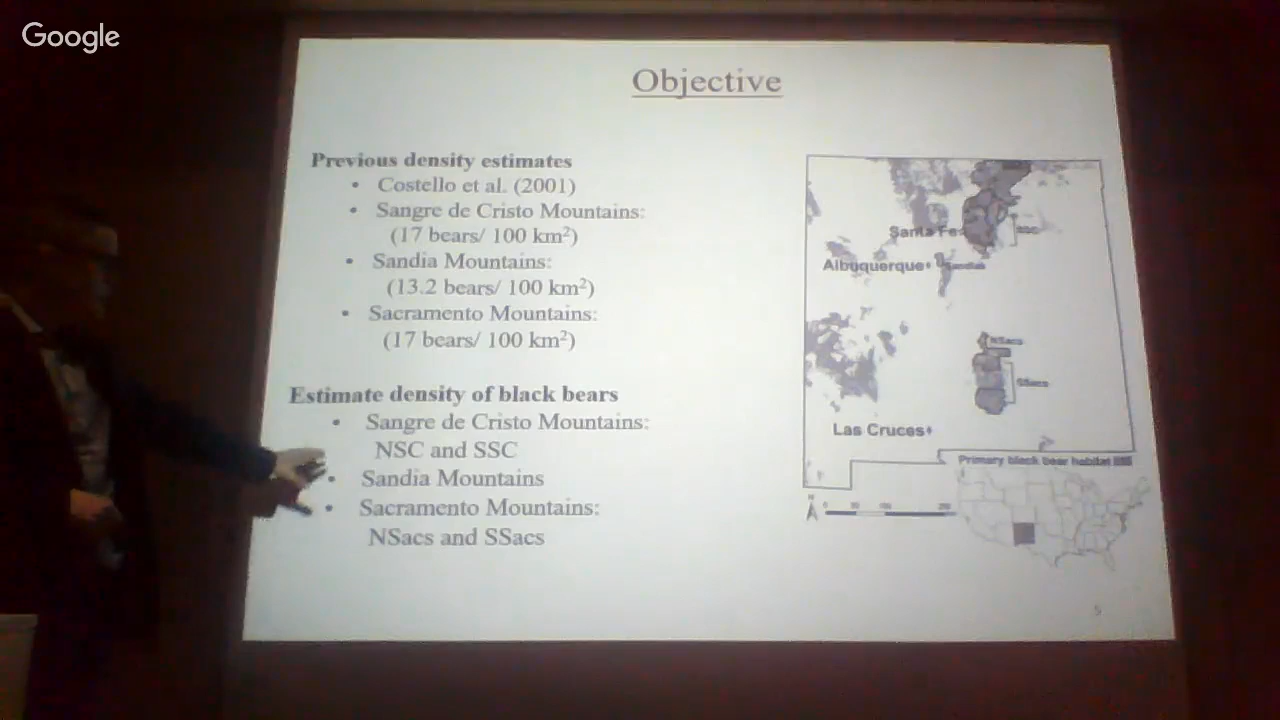 Google
Objective
Previous density estimates
• Costello et al. (2001)
• Sangre de Cristo Mountains:
(17 bears/ 100 km²)
• Sandia Mountains:
(13.2 bears/ 100 km²)
• Sacramento Mountains:
(17 bears/ 100 km²)
Estimate density of black bears
• Sangre de Cristo Mountains:
NSC and SSC
• Sandia Mountains
• Sacramento Mountains:
NSacs and SSacs
Santa Fe
Albuquerque
Sandias
NSacs
SSacs
Las Cruces
Primary black bear habitat
N
0
5